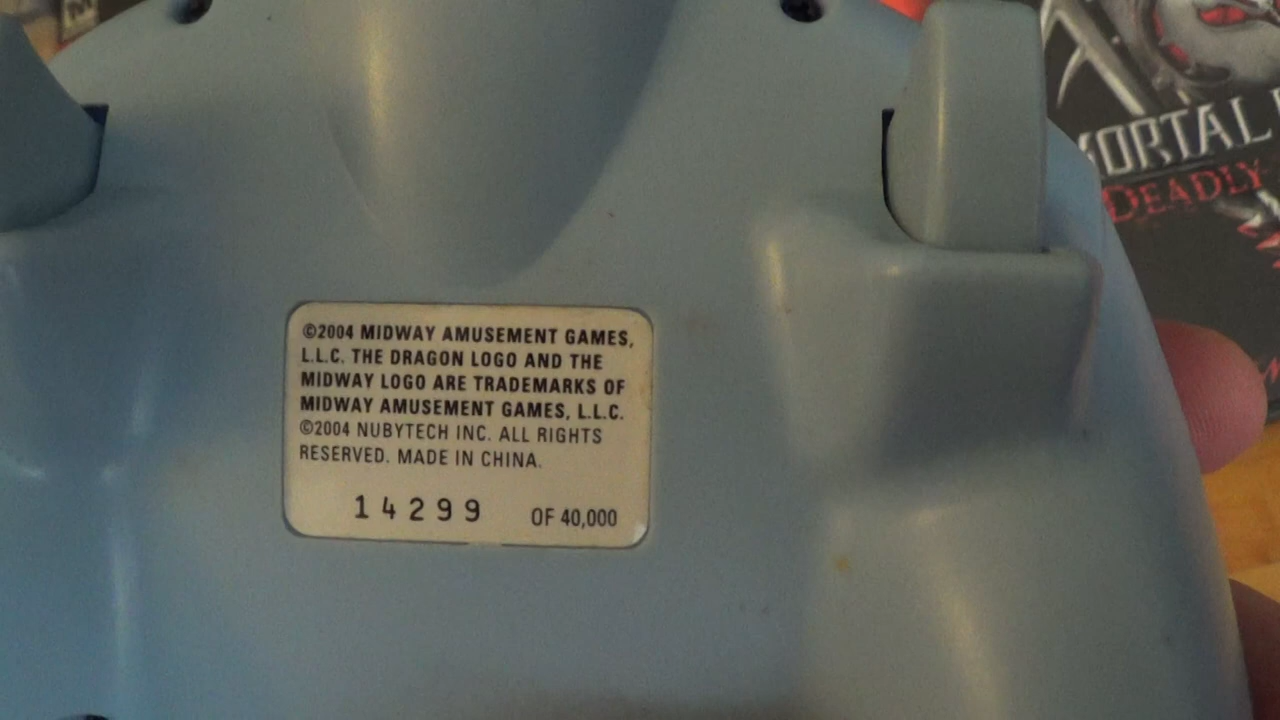 ©2004 MIDWAY AMUSEMENT GAMES,
L.L.C. THE DRAGON LOGO AND THE
MIDWAY LOGO ARE TRADEMARKS OF
MIDWAY AMUSEMENT GAMES, L.L.C.
©2004 NUBYTECH INC. ALL RIGHTS
RESERVED. MADE IN CHINA.
14299 OF 40,000
MORTAL
DEADLY